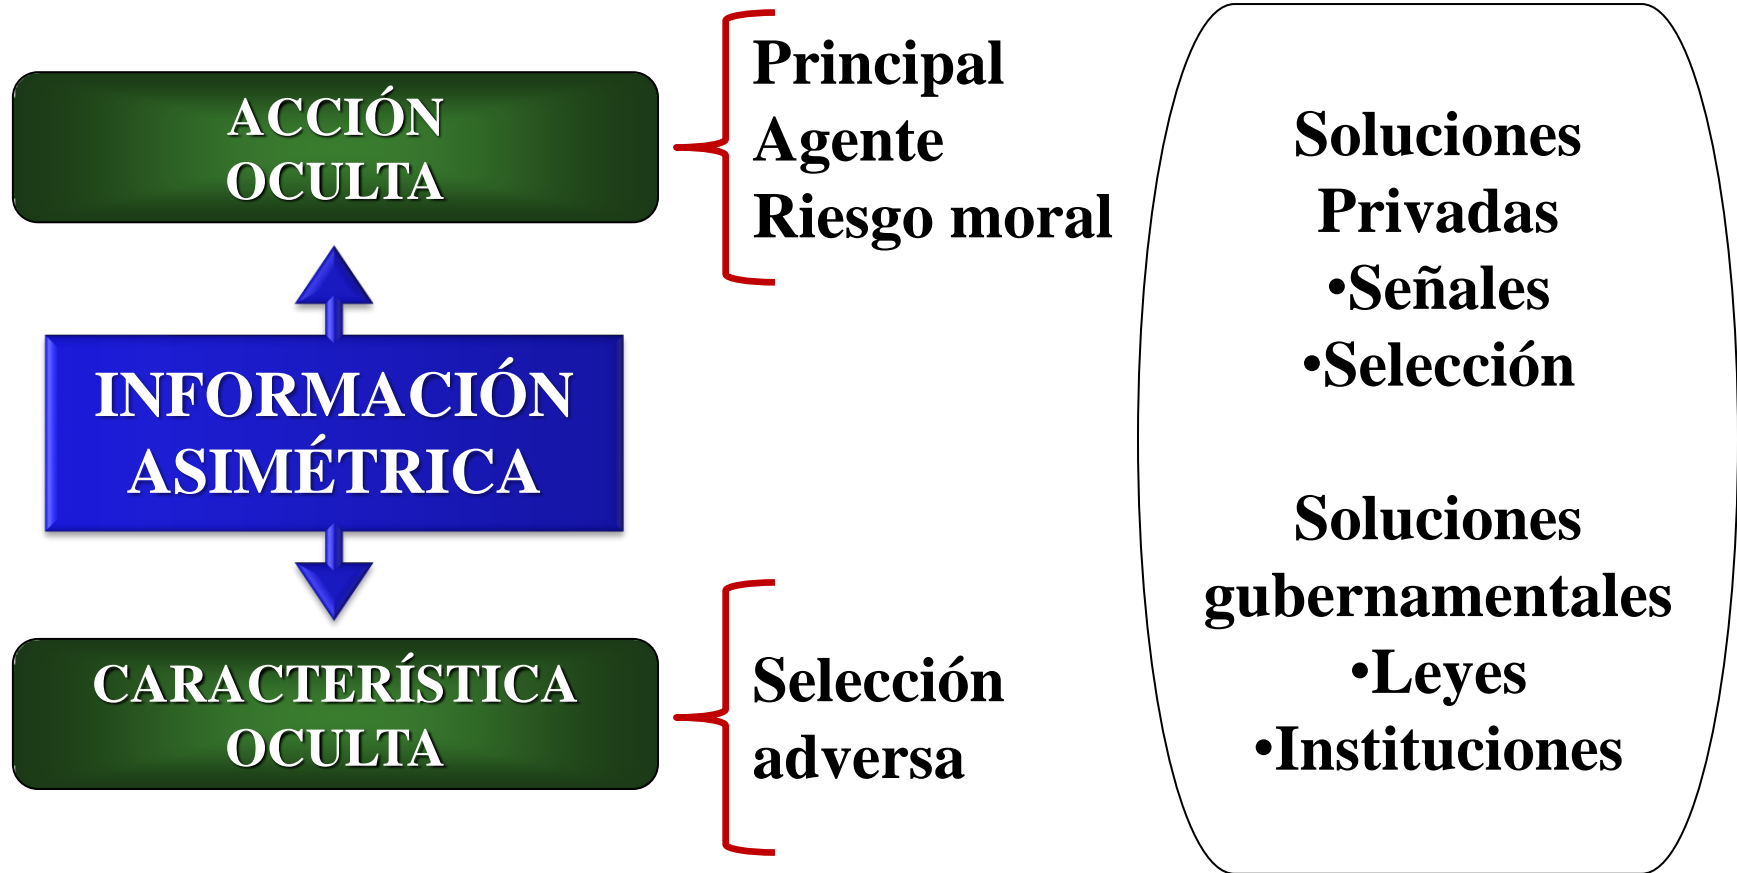 ACCIÓN
OCULTA
Principal
Agente
Riesgo moral
INFORMACIÓN
ASIMÉTRICA
CARACTERÍSTICA
OCULTA
Selección
adversa
Soluciones
Privadas
•Señales
•Selección
Soluciones
gubernamentales
•Leyes
•Instituciones